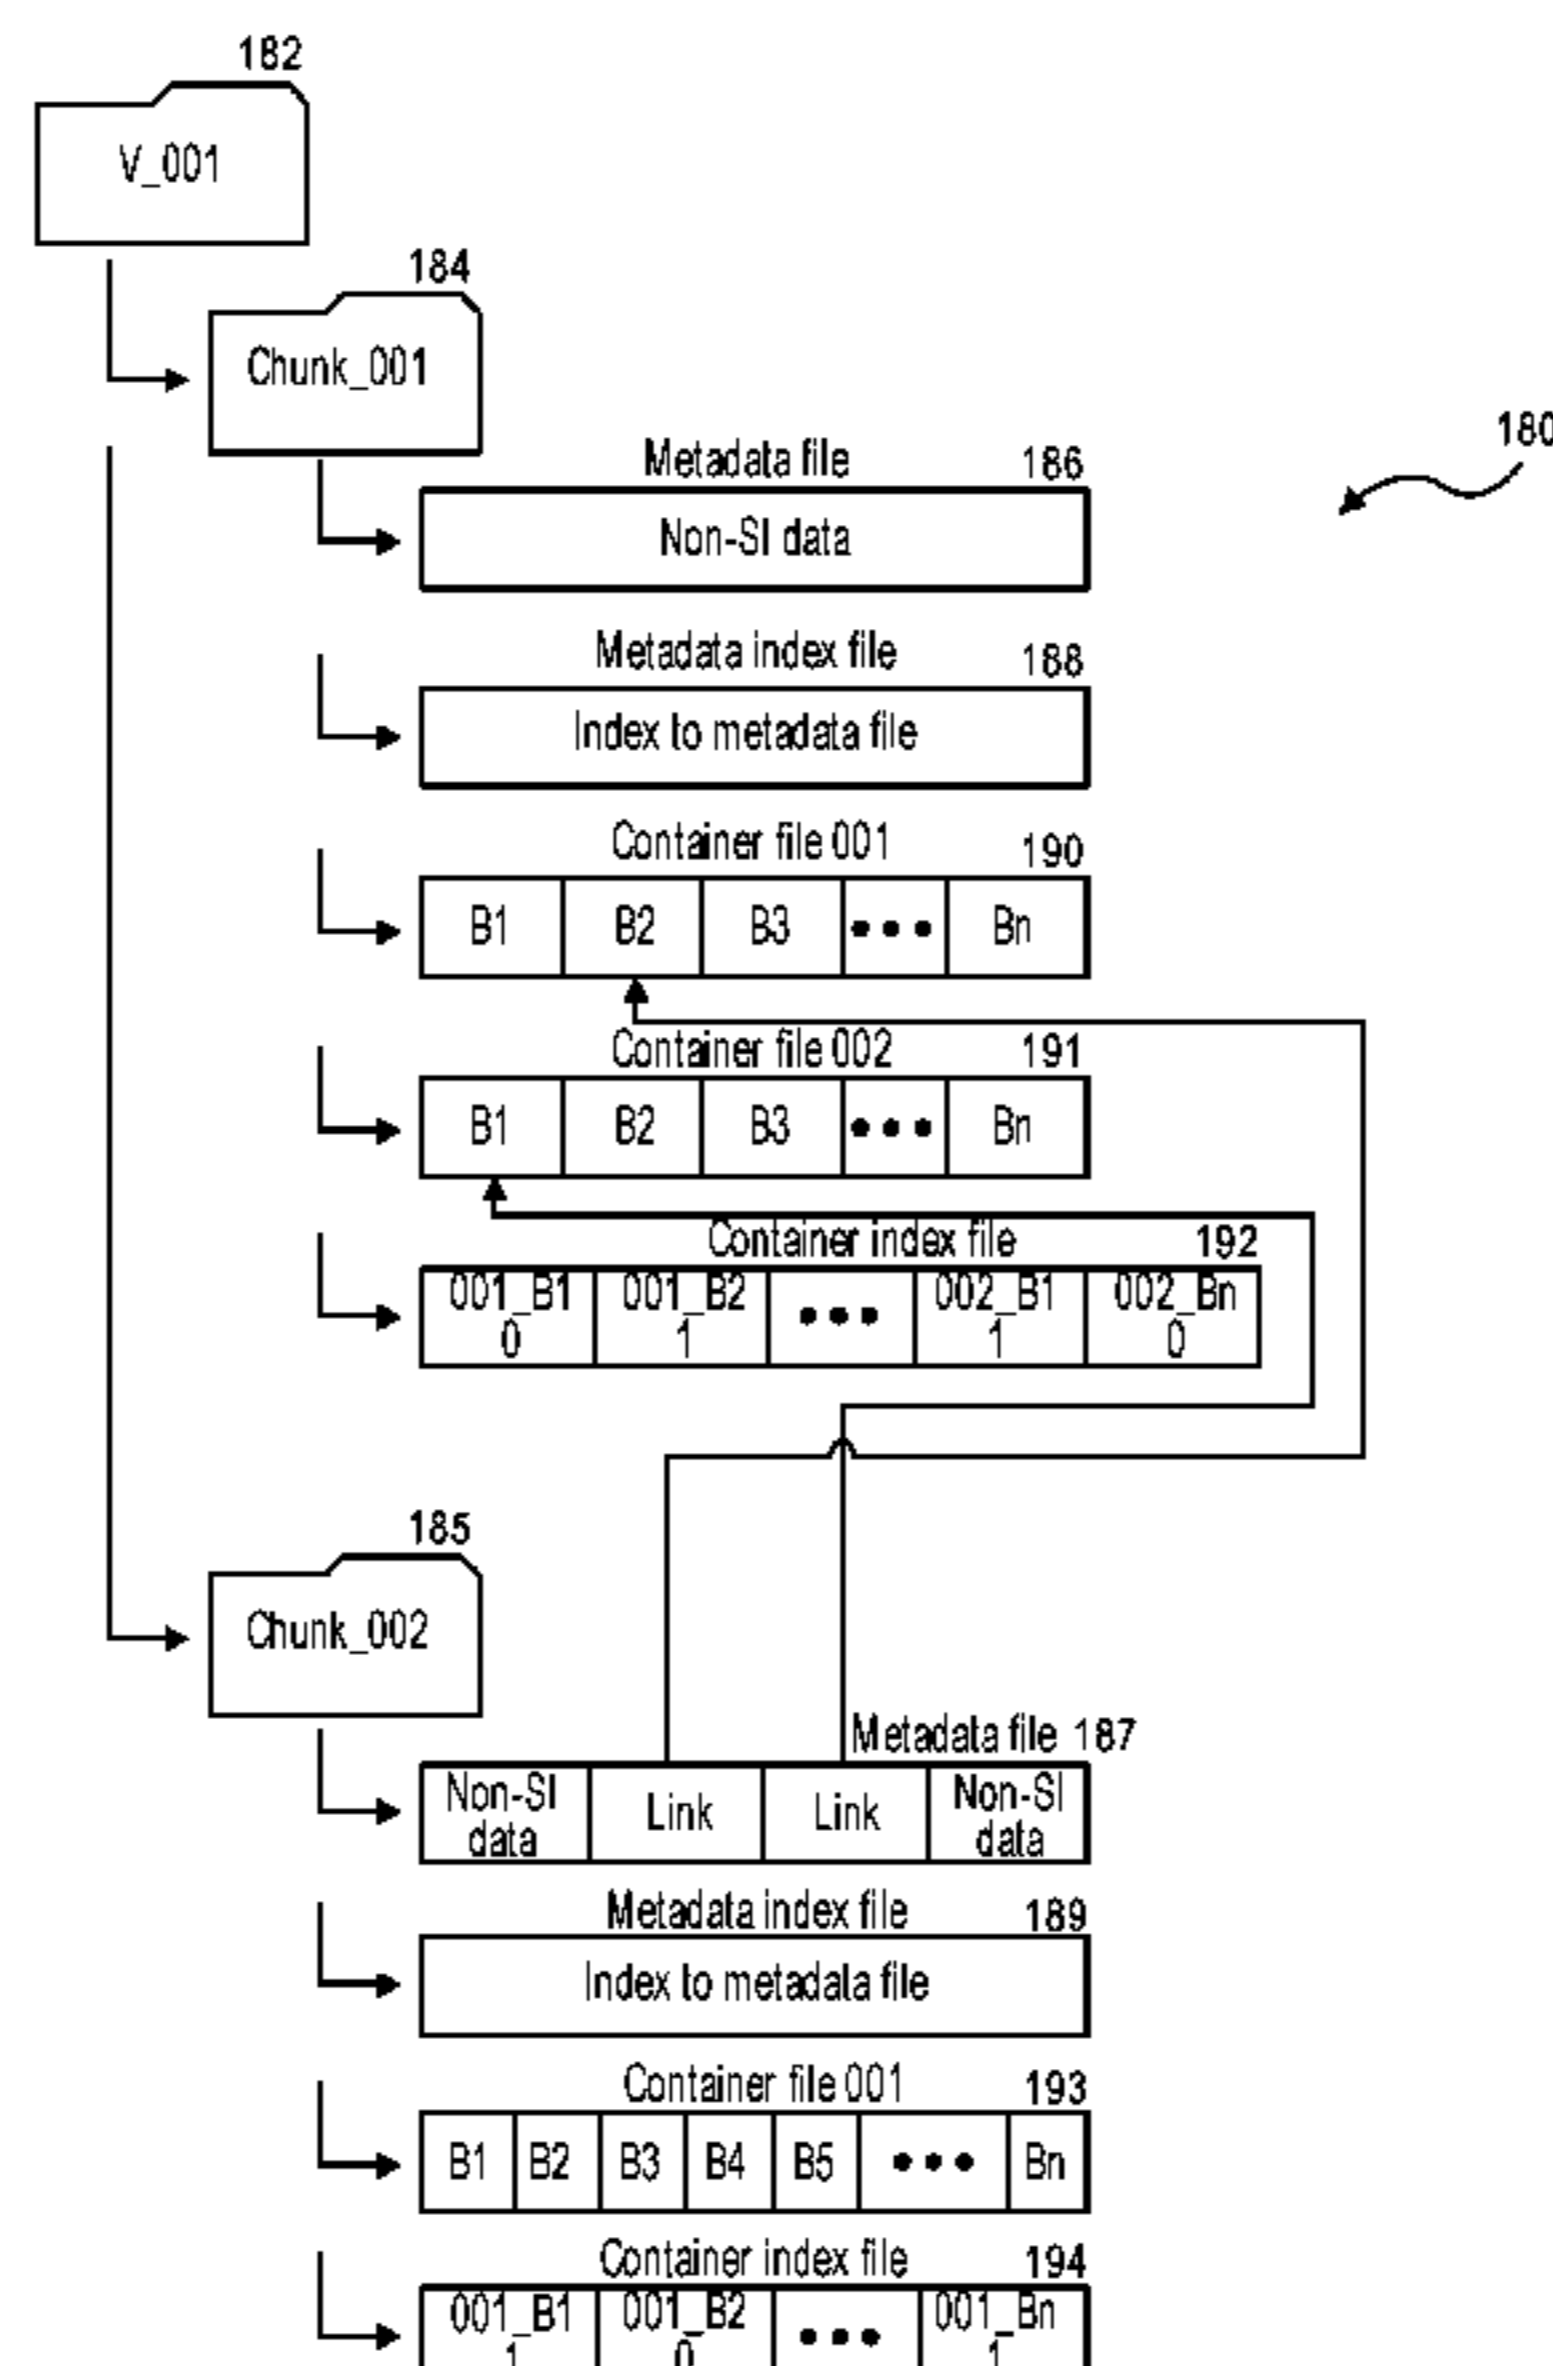 182
V_001
184
Chunk_001
180
Metadata file 186
Non-SI data
Metadata index file 188
Index to metadata file
Container file 001 190
B1 B2 B3 ••• Bn
Container file 002 191
B1 B2 B3 ••• Bn
Container index file 192
001_B1 001_B2 ••• 002_B1 002_Bn
0 1 1 0
185
Chunk_002
Metadata file 187
Non-SI Link Link Non-SI
data data
Metadata index file 189
Index to metadata file
Container file 001 193
B1 B2 B3 B4 B5 ••• Bn
Container index file 194
001_B1 001_B2 ••• 001_Bn
1 0 1